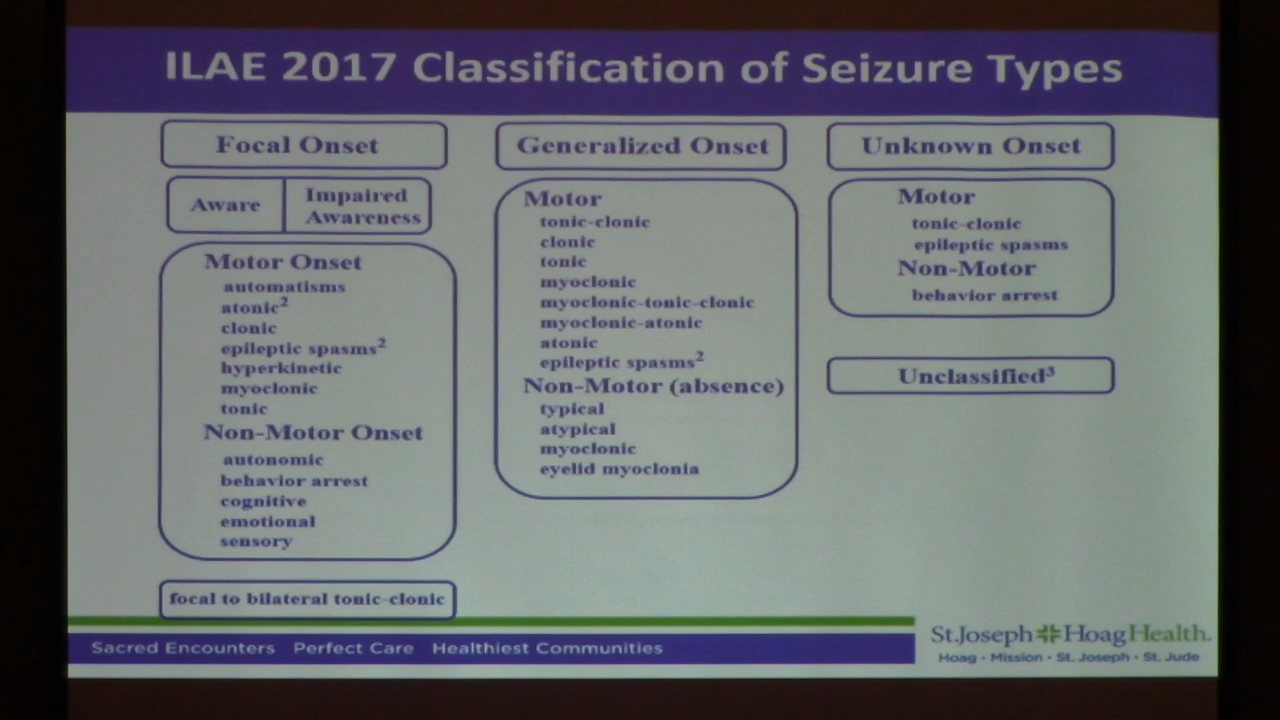 ILAE 2017 Classification of Seizure Types
Focal Onset
Aware
Impaired
Awareness
Motor Onset
automatisms
atonic²
clonic
epileptic spasms²
hyperkinetic
myoclonic
tonic
Non-Motor Onset
autonomic
behavior arrest
cognitive
emotional
sensory
focal to bilateral tonic-clonic
Generalized Onset
Motor
tonic-clonic
clonic
tonic
myoclonic
myoclonic-tonic-clonic
myoclonic-atonic
atonic
epileptic spasms²
Non-Motor (absence)
typical
atypical
myoclonic
eyelid myoclonia
Unknown Onset
Motor
tonic-clonic
epileptic spasms
Non-Motor
behavior arrest
Unclassified³
Sacred Encounters Perfect Care Healthiest Communities
St.Joseph Hoag Health.
Hoag · Mission · St. Joseph · St. Jude